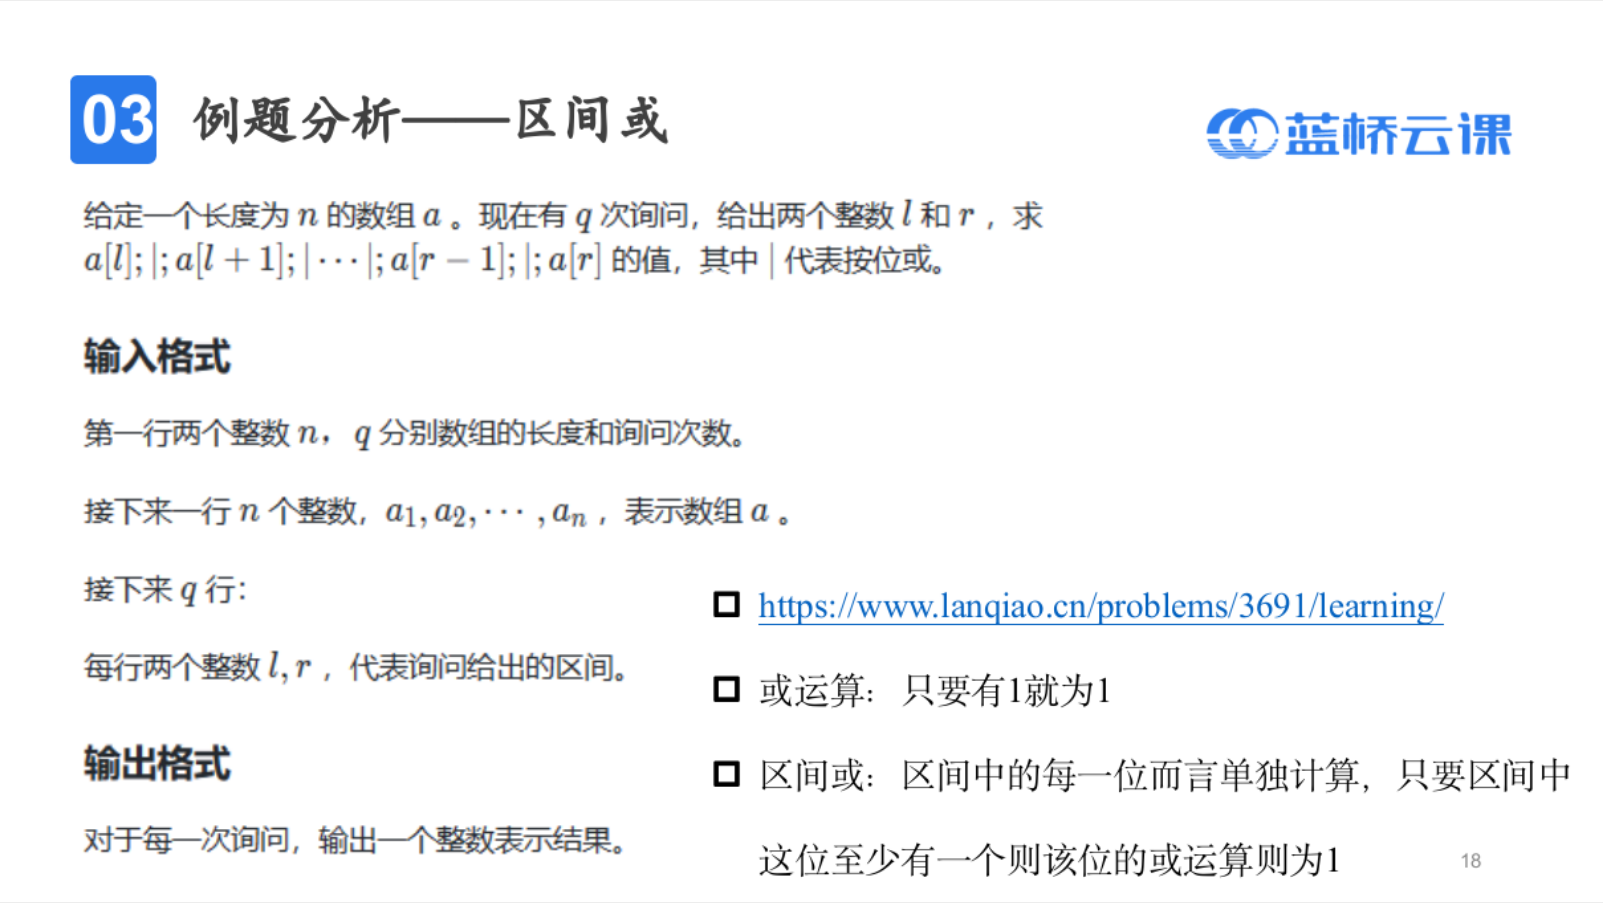 03 例题分析——区间或
蓝桥云课
给定一个长度为 n 的数组 a 。现在有 q 次询问，给出两个整数 l 和 r ，求
a[l]; |; a[l + 1]; | ⋯ |; a[r − 1]; |; a[r] 的值，其中 | 代表按位或。
输入格式
第一行两个整数 n， q 分别数组的长度和询问次数。
接下来一行 n 个整数，a₁, a₂, ⋯ , aₙ ，表示数组 a 。
接下来 q 行：
每行两个整数 l, r ，代表询问给出的区间。
输出格式
对于每一次询问，输出一个整数表示结果。
https://www.lanqiao.cn/problems/3691/learning/
或运算：只要有1就为1
区间或：区间中的每一位而言单独计算，只要区间中
这位至少有一个则该位的或运算则为1
18